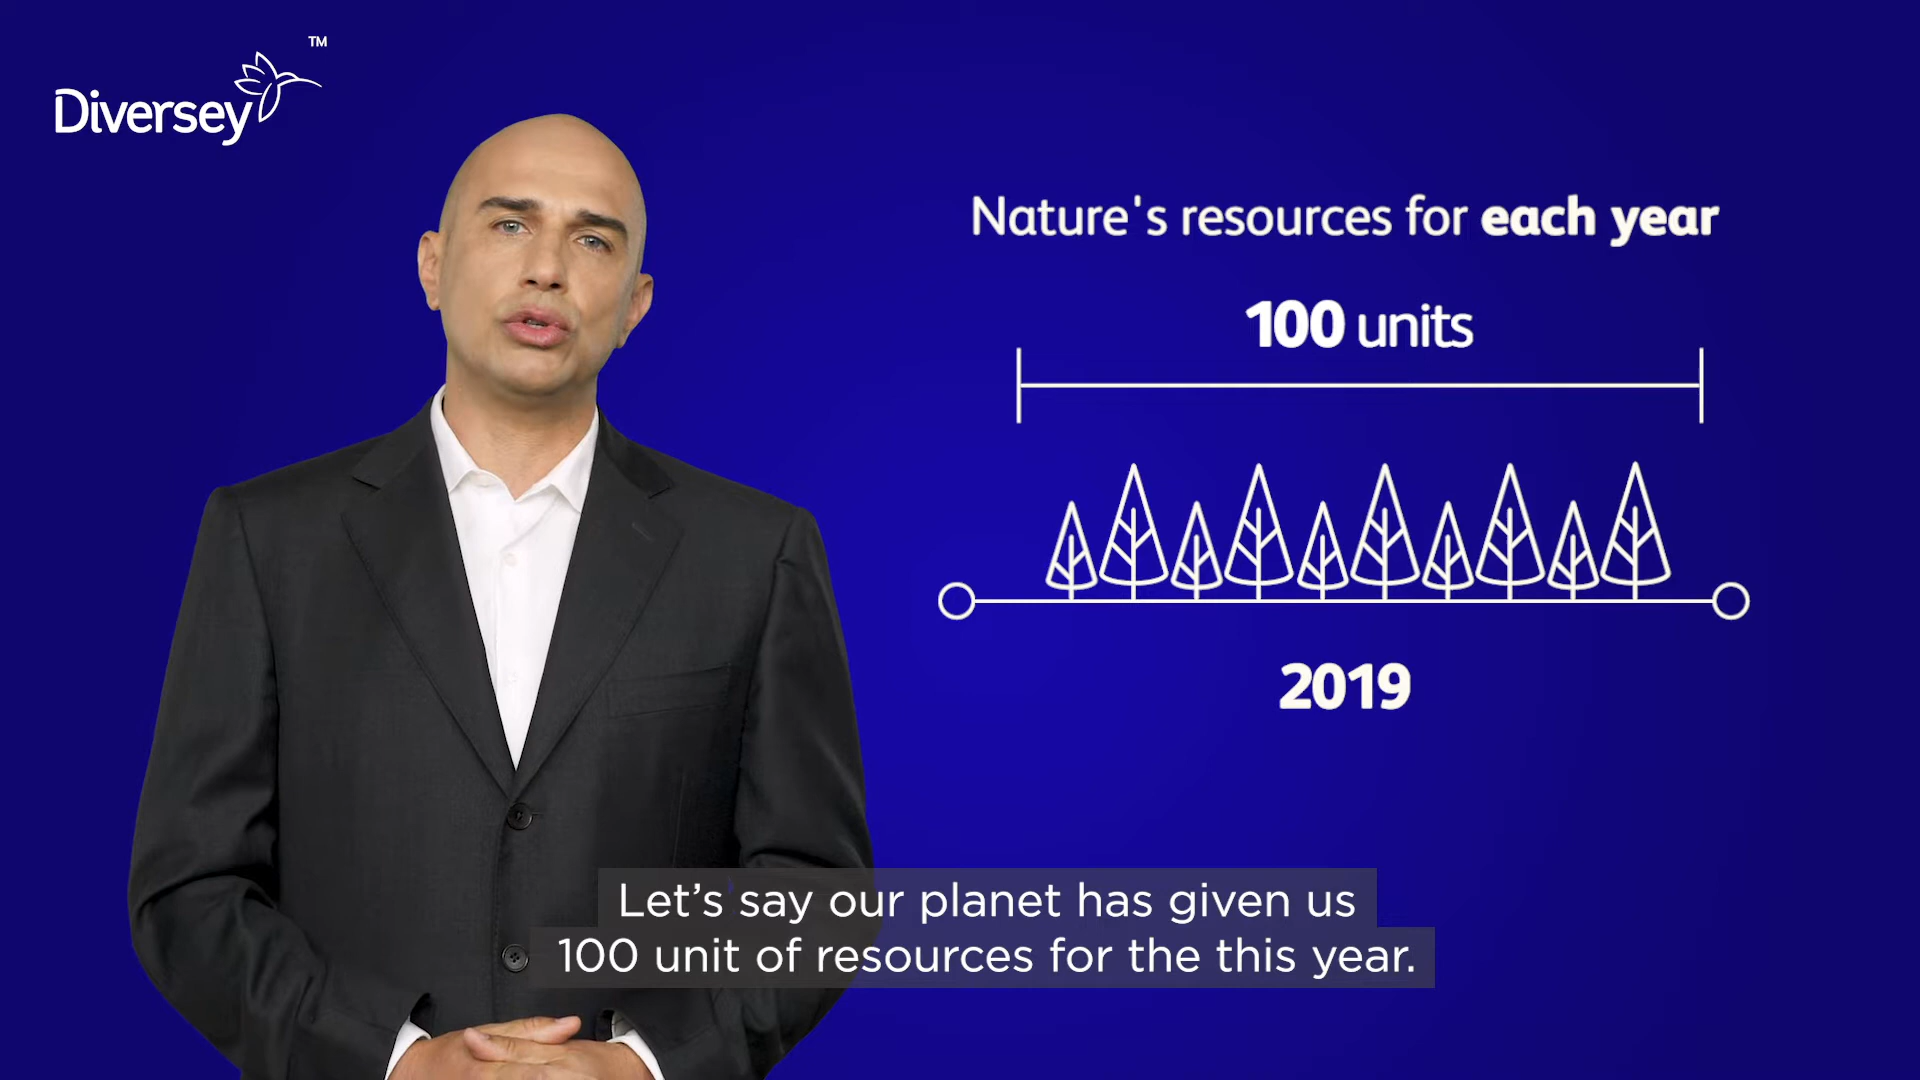 Diversey
TM
Nature's resources for each year
100 units
2019
Let’s say our planet has given us
100 unit of resources for the this year.